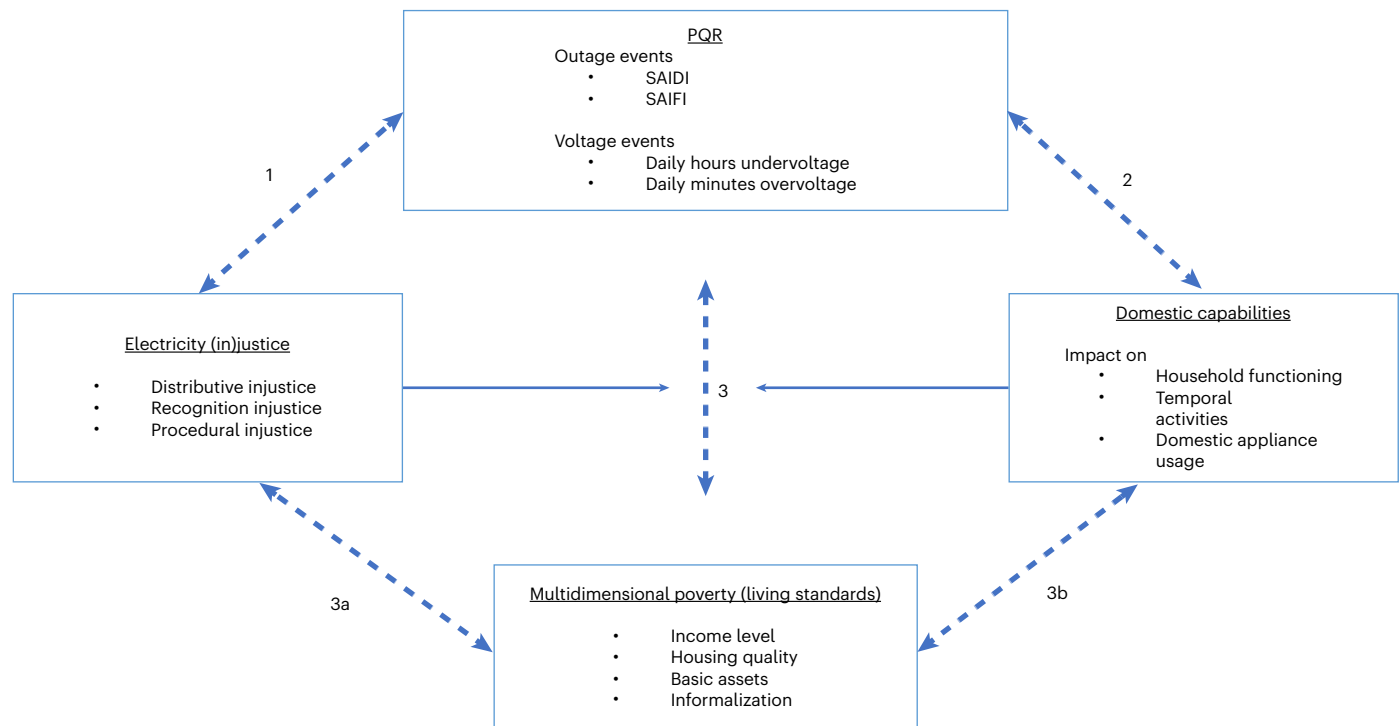 PQR
Outage events
• SAIDI
• SAIFI
Voltage events
• Daily hours undervoltage
• Daily minutes overvoltage
1
2
Electricity (in)justice
• Distributive injustice
• Recognition injustice
• Procedural injustice
3
Domestic capabilities
Impact on
• Household functioning
• Temporal
activities
• Domestic appliance
usage
3a
3b
Multidimensional poverty (living standards)
• Income level
• Housing quality
• Basic assets
• Informalization